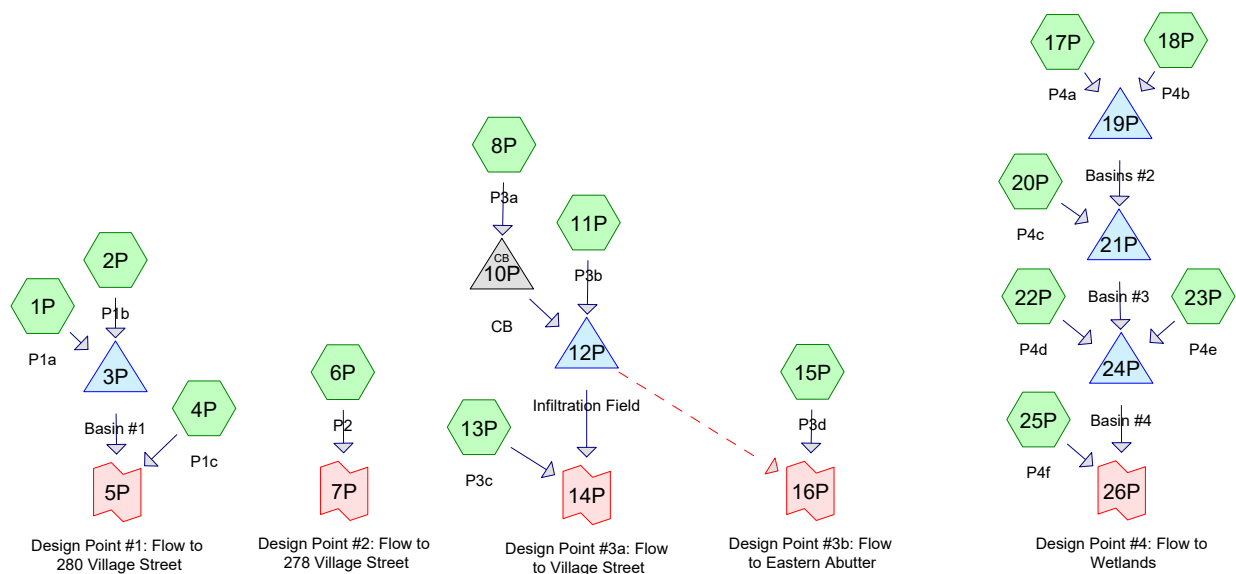 17P
18P
P4a
P4b
19P
8P
Basins #2
20P
P3a
11P
P4c
21P
CB
10P
2P
P3b
1P
P1b
22P
Basin #3
23P
CB
P1a
12P
P4d
P4e
3P
6P
15P
24P
4P
Infiltration Field
Basin #1
P2
13P
P3d
25P
Basin #4
P1c
P3c
P4f
5P
7P
14P
16P
26P
Design Point #1: Flow to
280 Village Street
Design Point #2: Flow to
278 Village Street
Design Point #3a: Flow
to Village Street
Design Point #3b: Flow
to Eastern Abutter
Design Point #4: Flow to
Wetlands